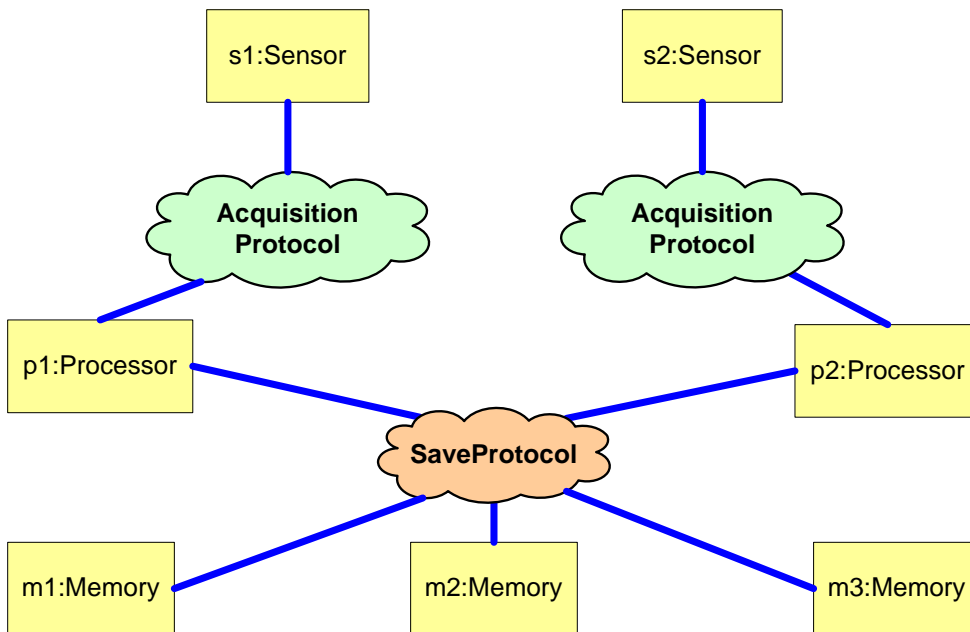 s1:Sensor
s2:Sensor
Acquisition
Protocol
Acquisition
Protocol
p1:Processor
p2:Processor
SaveProtocol
m1:Memory
m2:Memory
m3:Memory